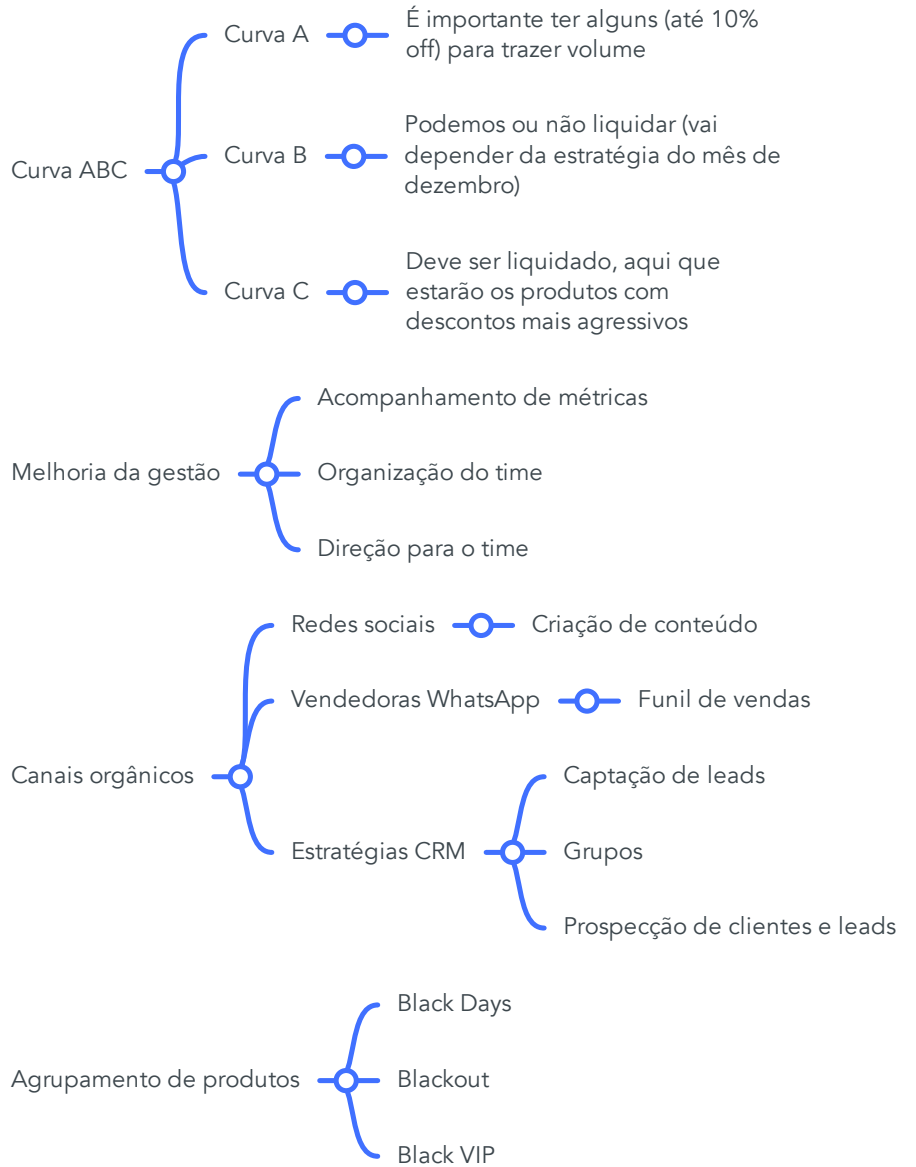 Curva ABC
Curva A
É importante ter alguns (até 10%
off) para trazer volume
Curva B
Podemos ou não liquidar (vai
depender da estratégia do mês de
dezembro)
Curva C
Deve ser liquidado, aqui que
estarão os produtos com
descontos mais agressivos
Melhoria da gestão
Acompanhamento de métricas
Organização do time
Direção para o time
Canais orgânicos
Redes sociais
Criação de conteúdo
Vendedoras WhatsApp
Funil de vendas
Estratégias CRM
Captação de leads
Grupos
Prospecção de clientes e leads
Agrupamento de produtos
Black Days
Blackout
Black VIP